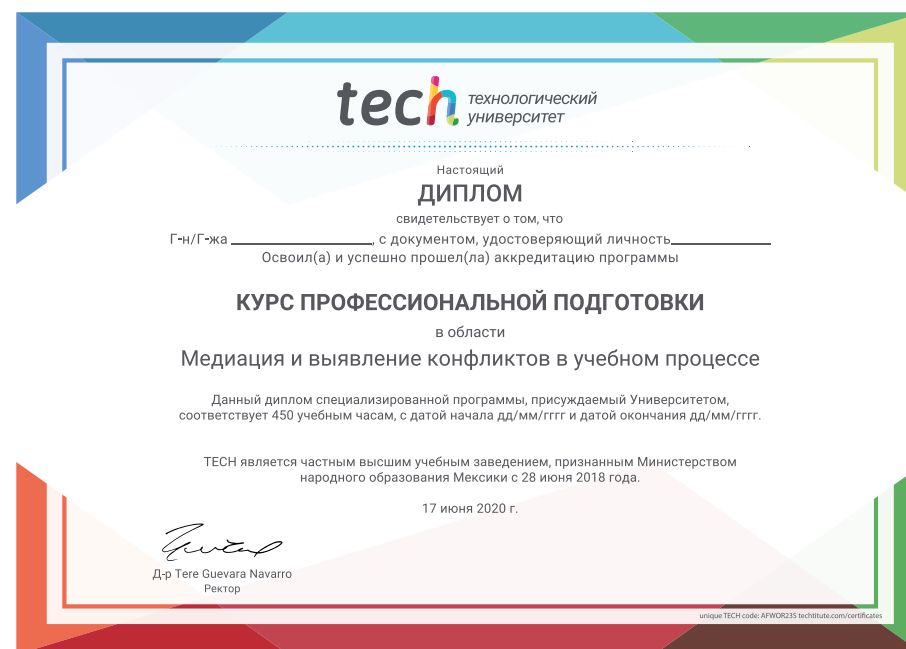 tech технологический
университет
Настоящий
ДИПЛОМ
свидетельствует о том, что
Г-н/Г-жа ____________________, с документом, удостоверяющий личность______________
Освоил(а) и успешно прошел(ла) аккредитацию программы
КУРС ПРОФЕССИОНАЛЬНОЙ ПОДГОТОВКИ
в области
Медиация и выявление конфликтов в учебном процессе
Данный диплом специализированной программы, присуждаемый Университетом,
соответствует 450 учебным часам, с датой начала дд/мм/гггг и датой окончания дд/мм/гггг.
TECH является частным высшим учебным заведением, признанным Министерством
народного образования Мексики с 28 июня 2018 года.
17 июня 2020 г.
Д-р Tere Guevara Navarro
Ректор
unique TECH code: AFWOR235 techtitute.com/certificates